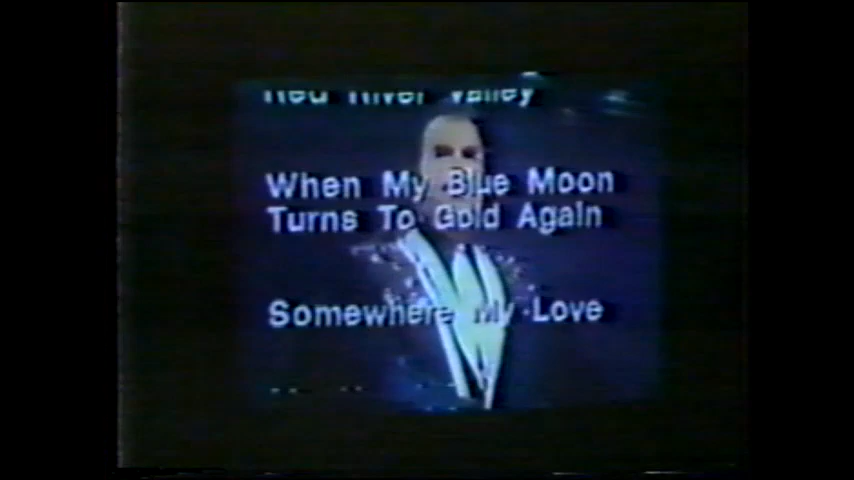 Red River Valley
When My Blue Moon
Turns To Gold Again
Somewhere My Love